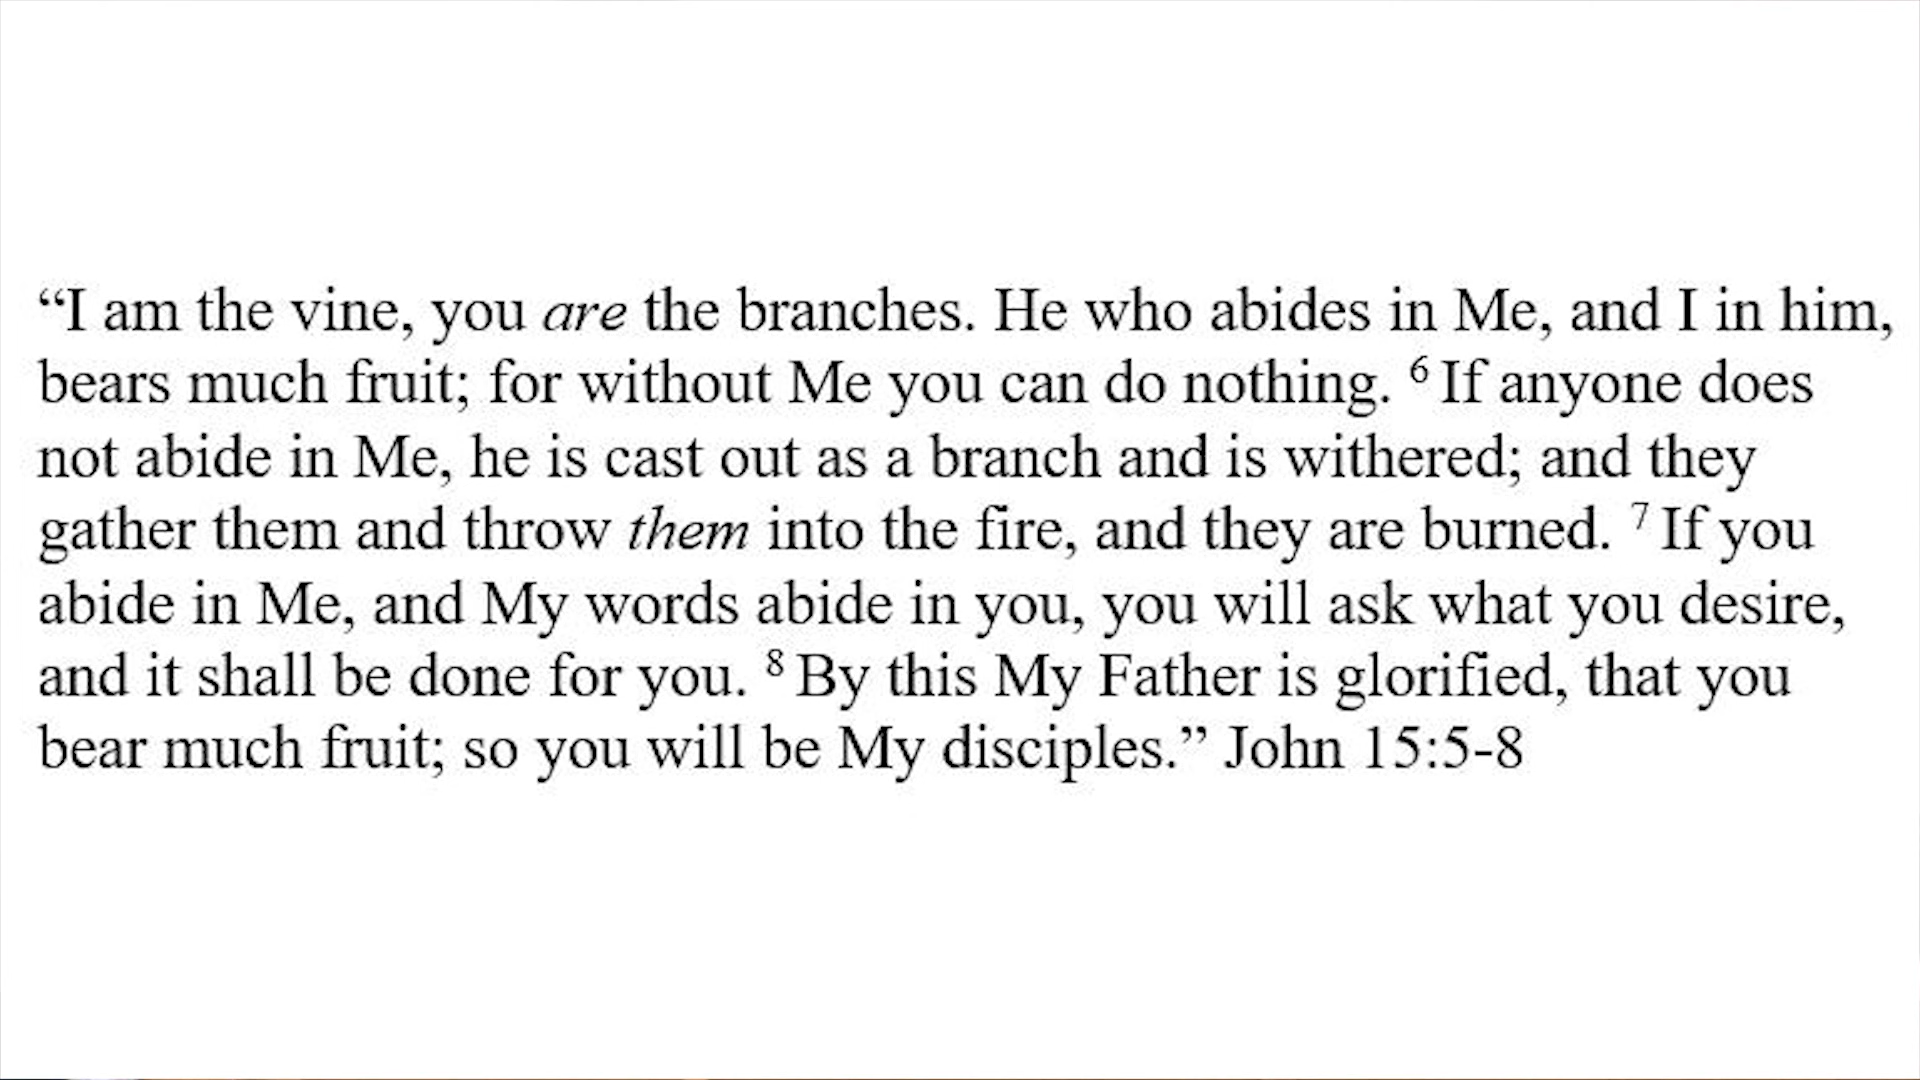 “I am the vine, you are the branches. He who abides in Me, and I in him,
bears much fruit; for without Me you can do nothing. ⁶ If anyone does
not abide in Me, he is cast out as a branch and is withered; and they
gather them and throw them into the fire, and they are burned. ⁷ If you
abide in Me, and My words abide in you, you will ask what you desire,
and it shall be done for you. ⁸ By this My Father is glorified, that you
bear much fruit; so you will be My disciples.” John 15:5-8